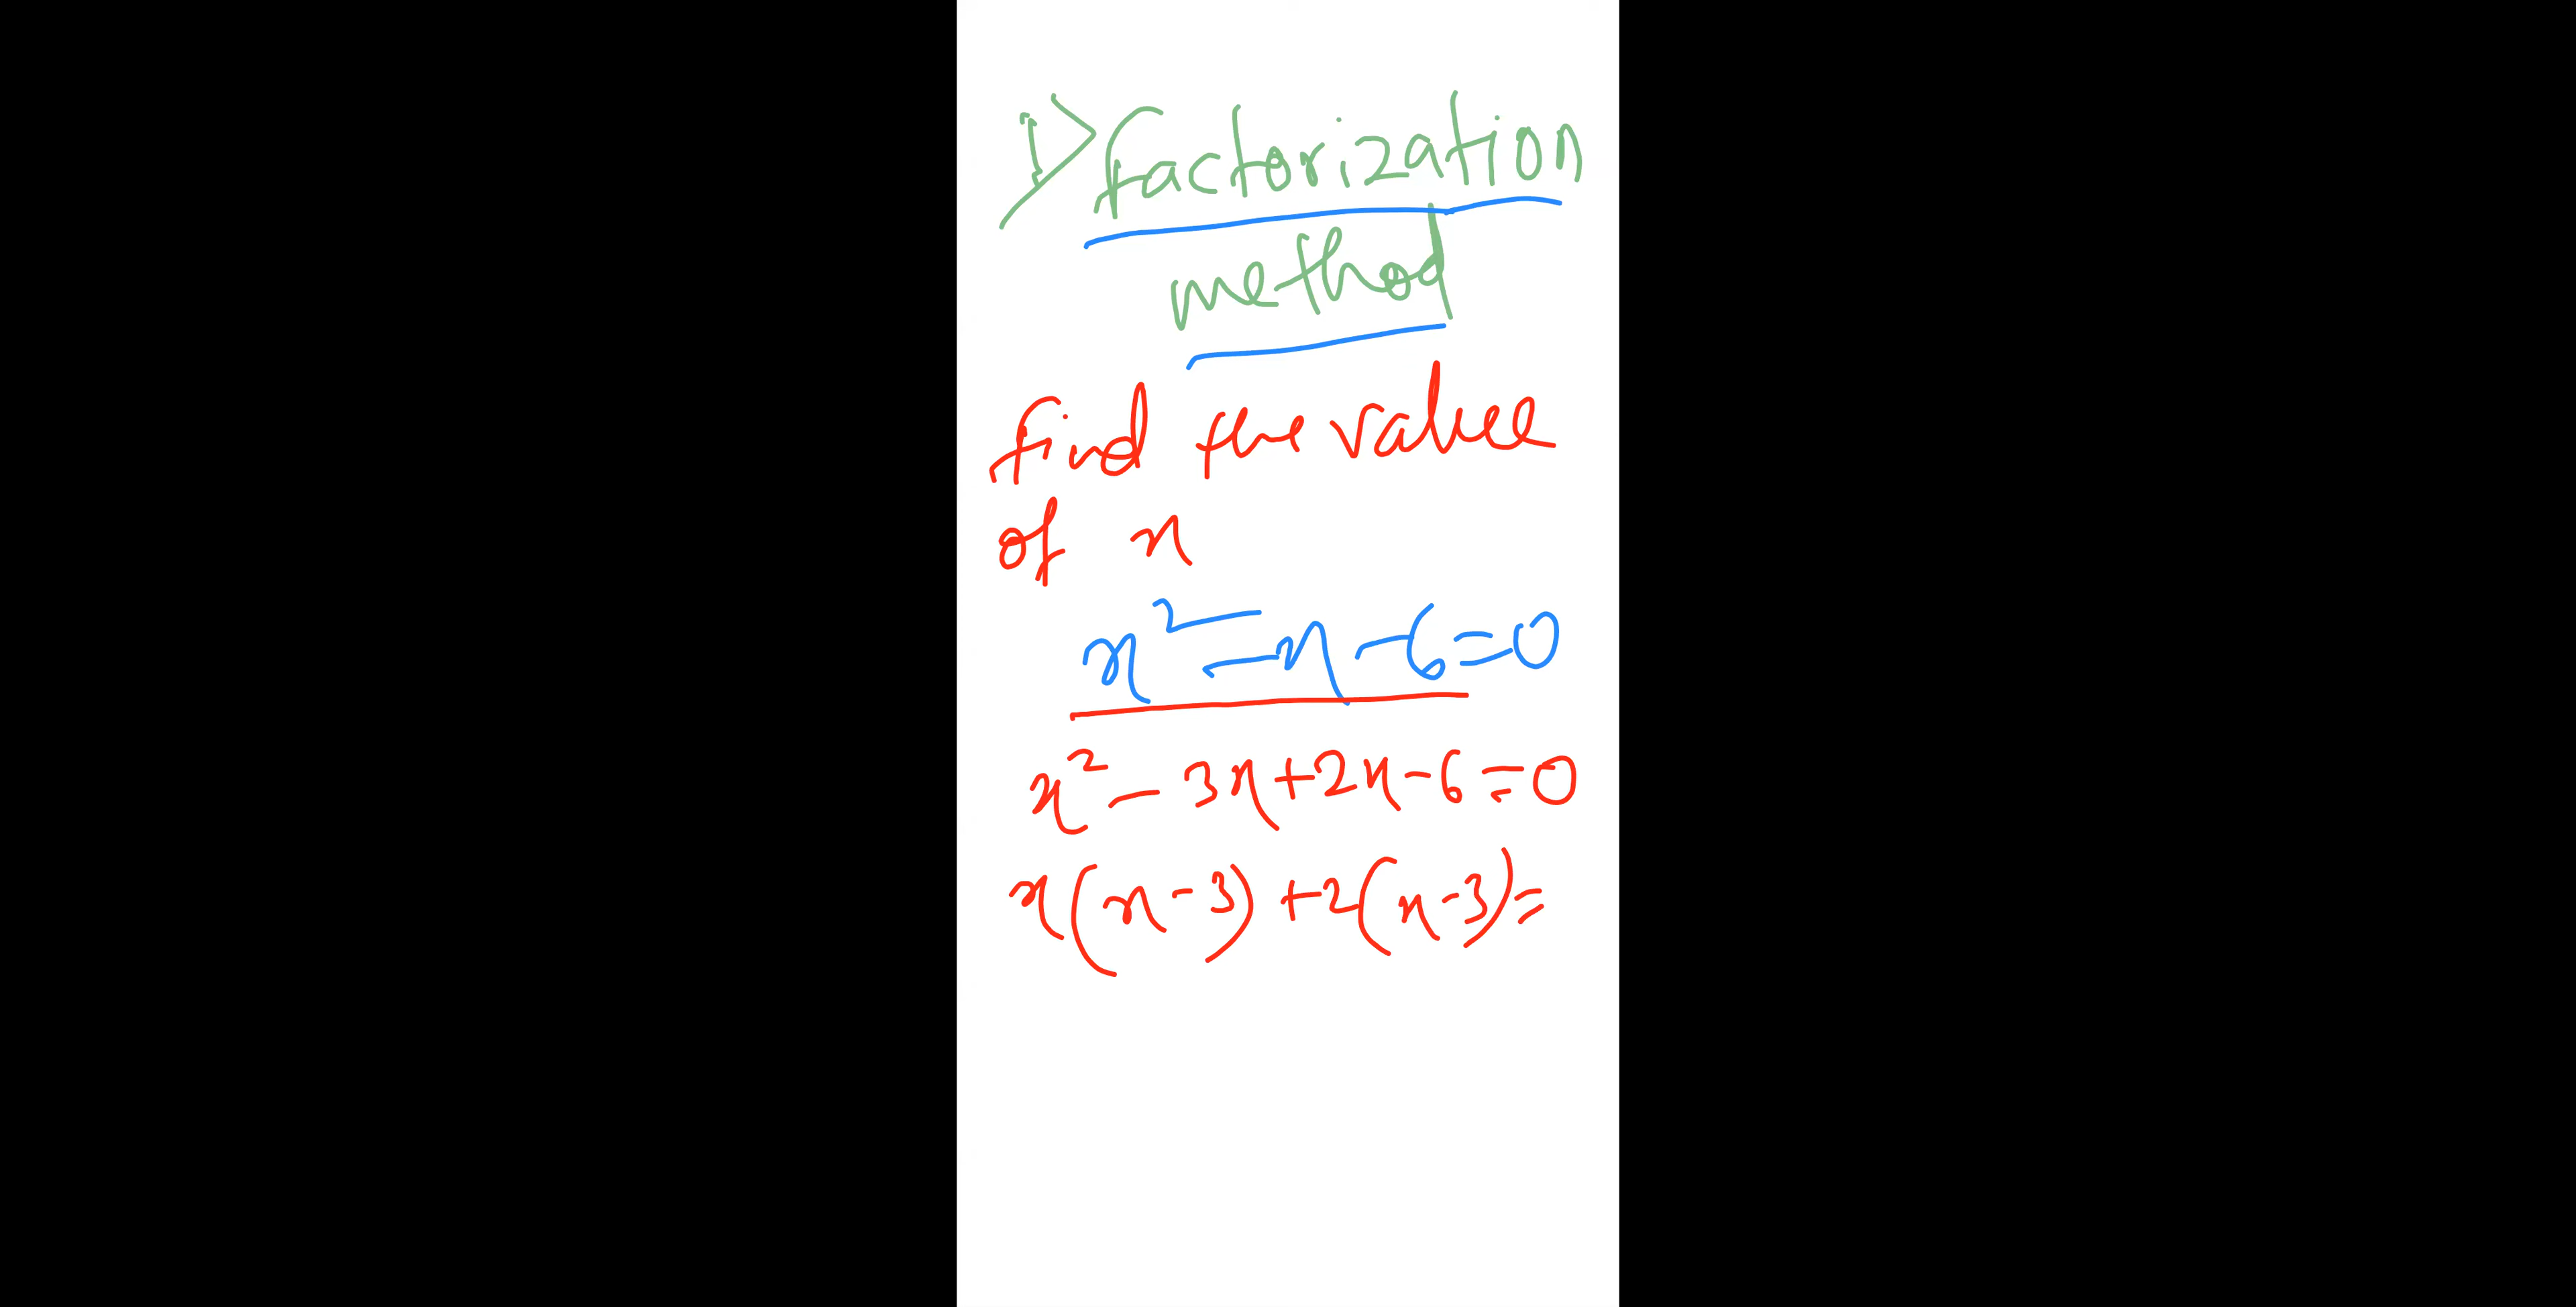 1> Factorization
method
find the value
of x
x² - x - 6 = 0
x² - 3x + 2x - 6 = 0
x(x - 3) + 2(x - 3) =